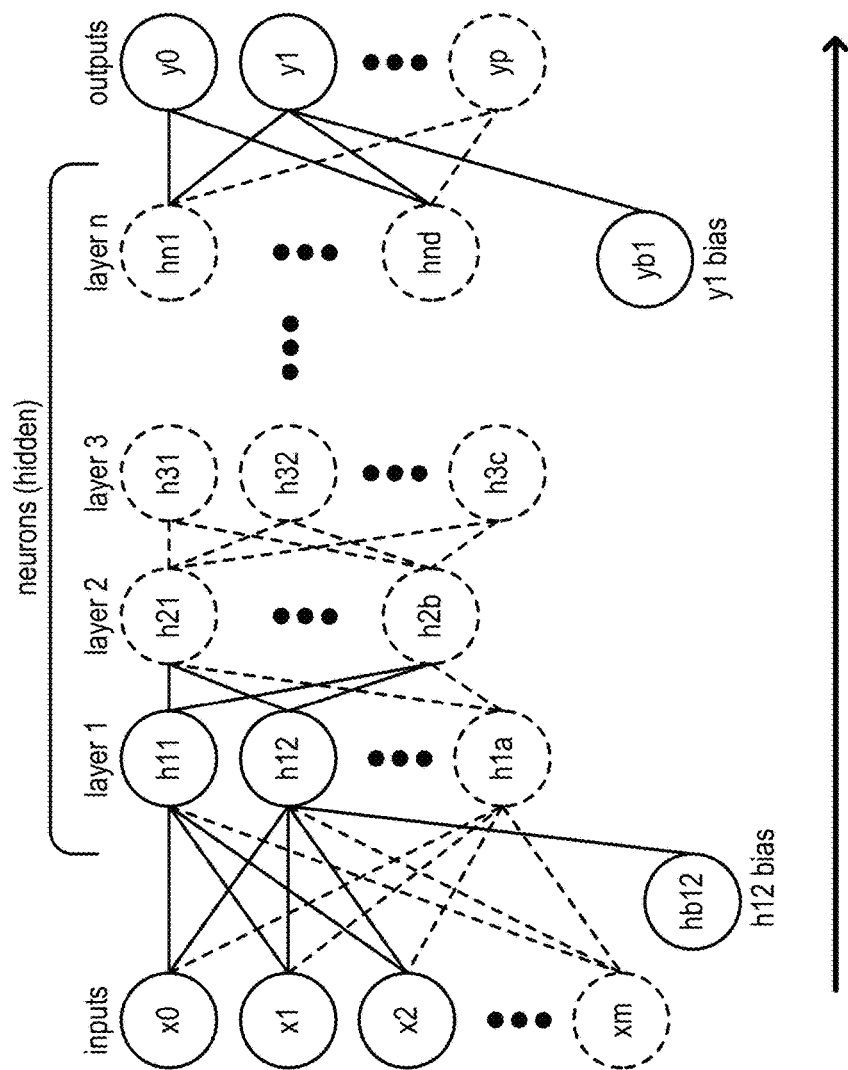 neurons (hidden)
inputs
layer 1
layer 2
layer 3
layer n
outputs
x0
h11
h21
h31
hn1
y0
x1
h12
h32
y1
x2
h2b
hnd
h1a
h3c
yp
xm
hb12
h12 bias
yb1
y1 bias